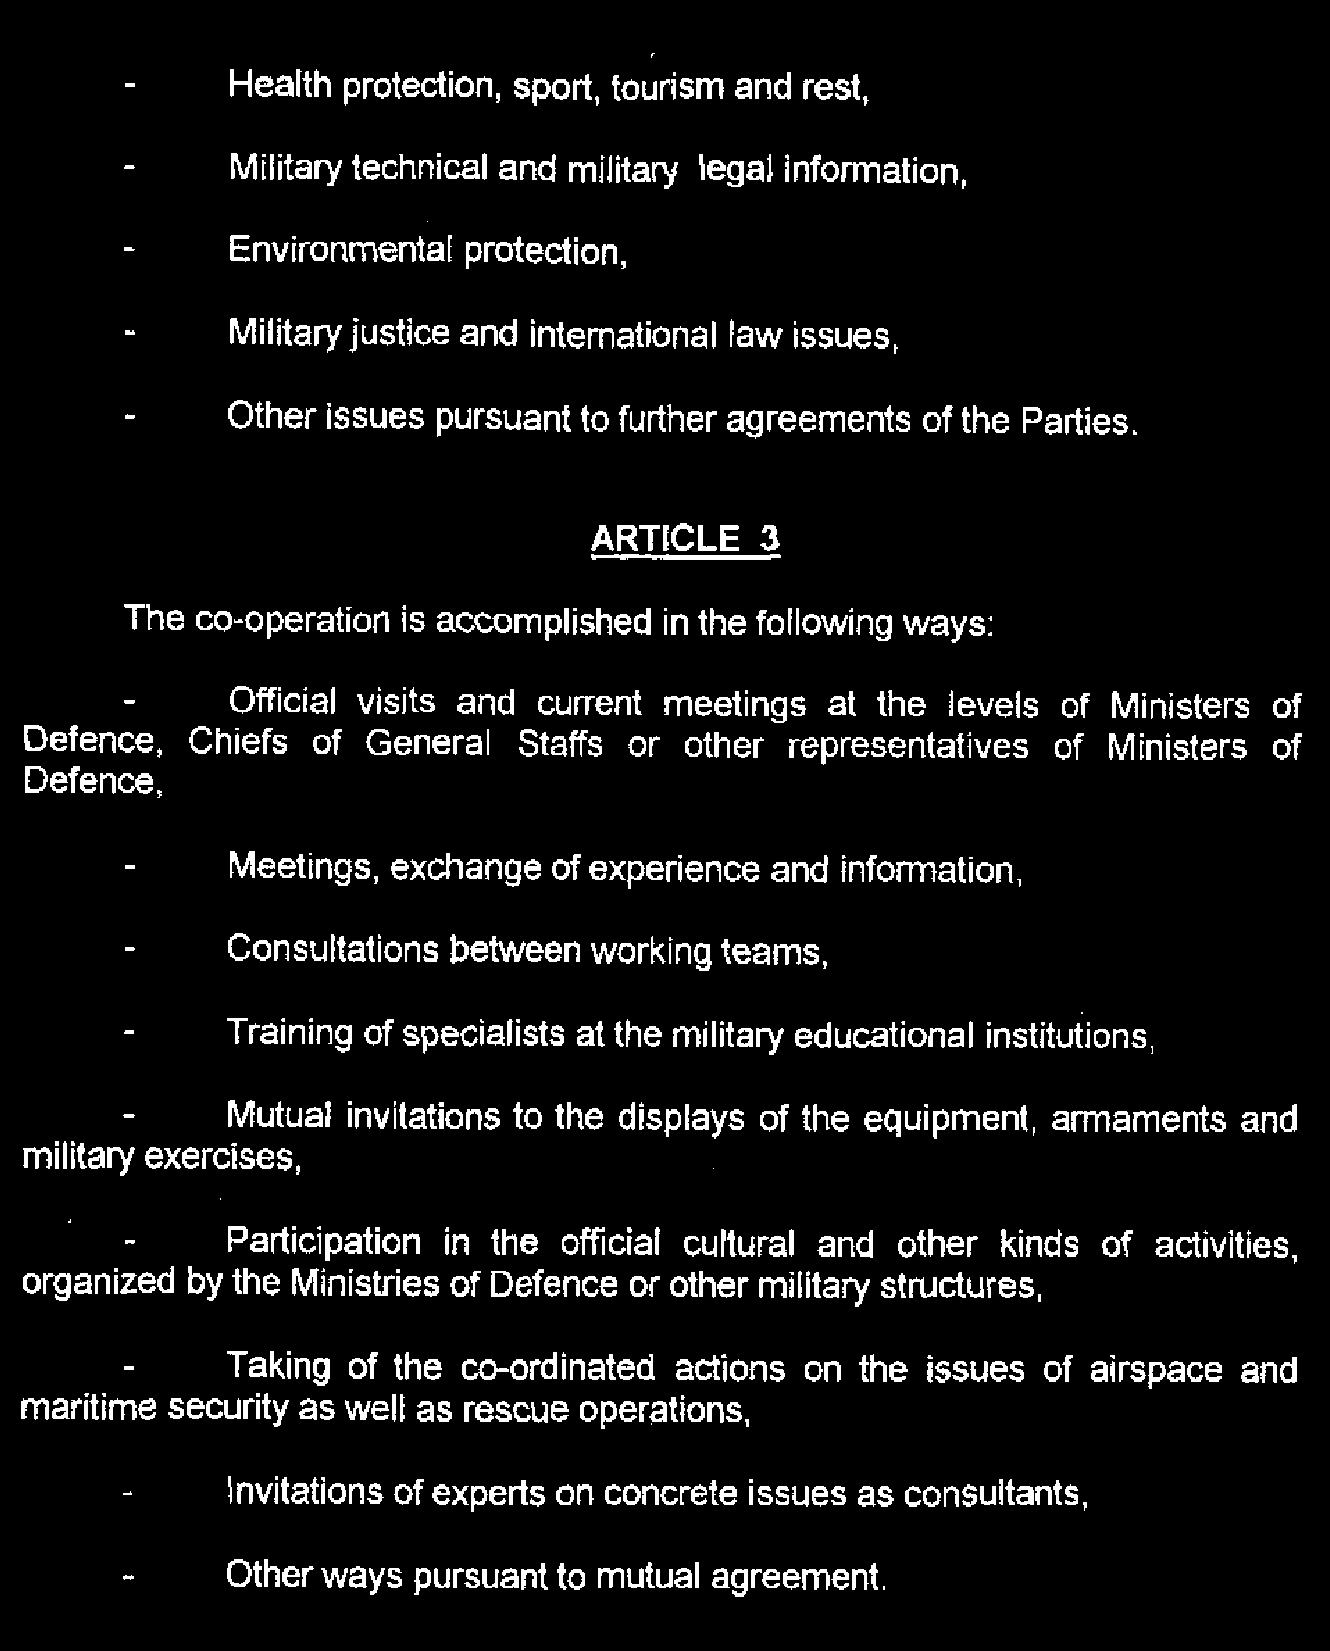 - Health protection, sport, tourism and rest,
- Military technical and military legal information,
- Environmental protection,
- Military justice and international law issues,
- Other issues pursuant to further agreements of the Parties.
ARTICLE 3
The co-operation is accomplished in the following ways:
- Official visits and current meetings at the levels of Ministers of
Defence, Chiefs of General Staffs or other representatives of Ministers of
Defence,
- Meetings, exchange of experience and information,
- Consultations between working teams,
- Training of specialists at the military educational institutions,
- Mutual invitations to the displays of the equipment, armaments and
military exercises,
- Participation in the official cultural and other kinds of activities,
organized by the Ministries of Defence or other military structures,
- Taking of the co-ordinated actions on the issues of airspace and
maritime security as well as rescue operations,
- Invitations of experts on concrete issues as consultants,
- Other ways pursuant to mutual agreement.